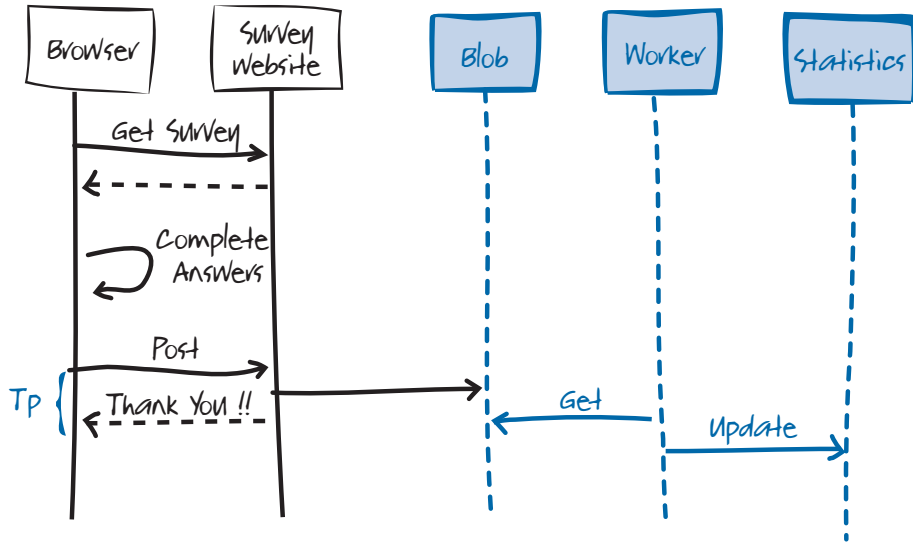 Browser
Survey
Website
Blob
Worker
Statistics
Get Survey
Complete
Answers
Post
Tp
Thank You !!
Get
Update